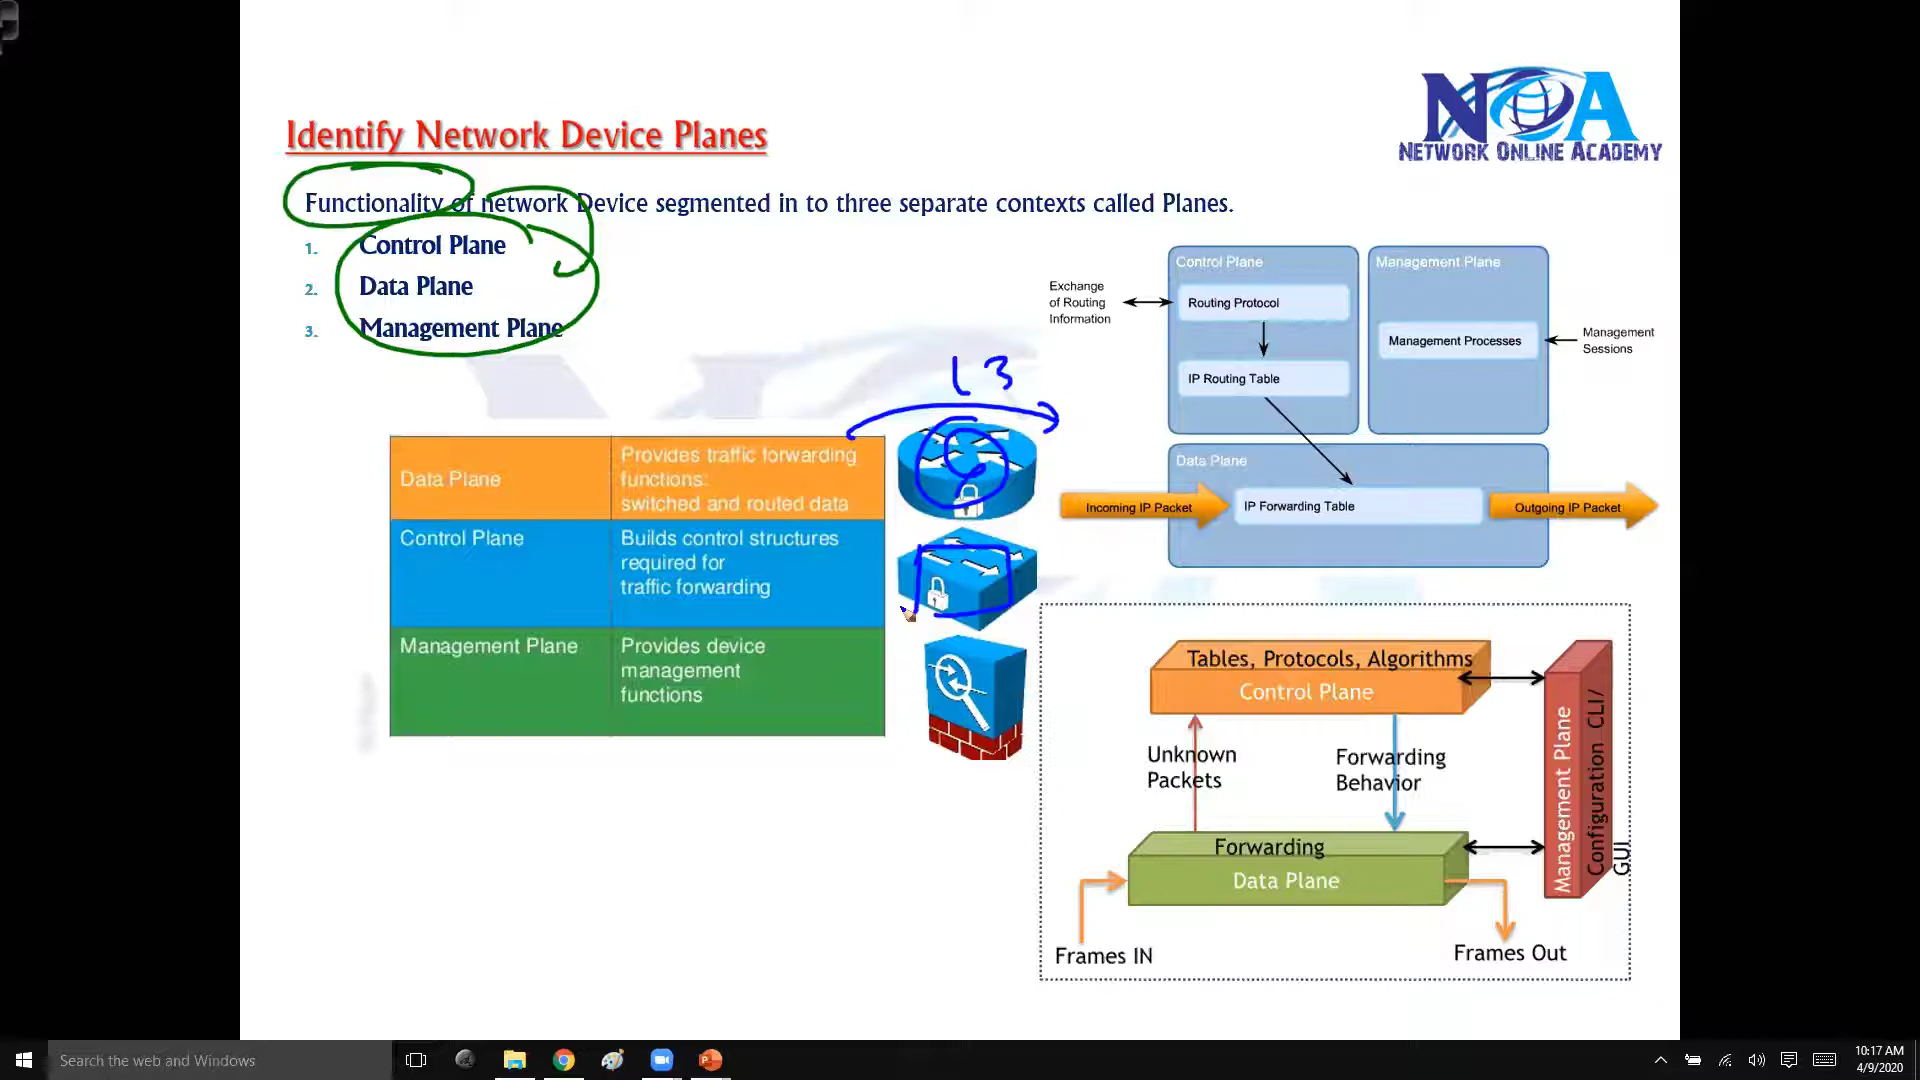 NOA
NETWORK ONLINE ACADEMY
Identify Network Device Planes
Functionality of network Device segmented in to three separate contexts called Planes.
1. Control Plane
2. Data Plane
3. Management Plane
Control Plane
Management Plane
Exchange
of Routing
Information
Routing Protocol
IP Routing Table
Management Processes
Management
Sessions
Data Plane
Incoming IP Packet
IP Forwarding Table
Outgoing IP Packet
L3
Data Plane
Provides traffic forwarding
functions:
switched and routed data
Control Plane
Builds control structures
required for
traffic forwarding
Management Plane
Provides device
management
functions
Tables, Protocols, Algorithms
Control Plane
Unknown
Packets
Forwarding
Behavior
Forwarding
Data Plane
Frames IN
Frames Out
Management Plane
Configuration CLI/
GUI
Search the web and Windows
10:17 AM
4/9/2020